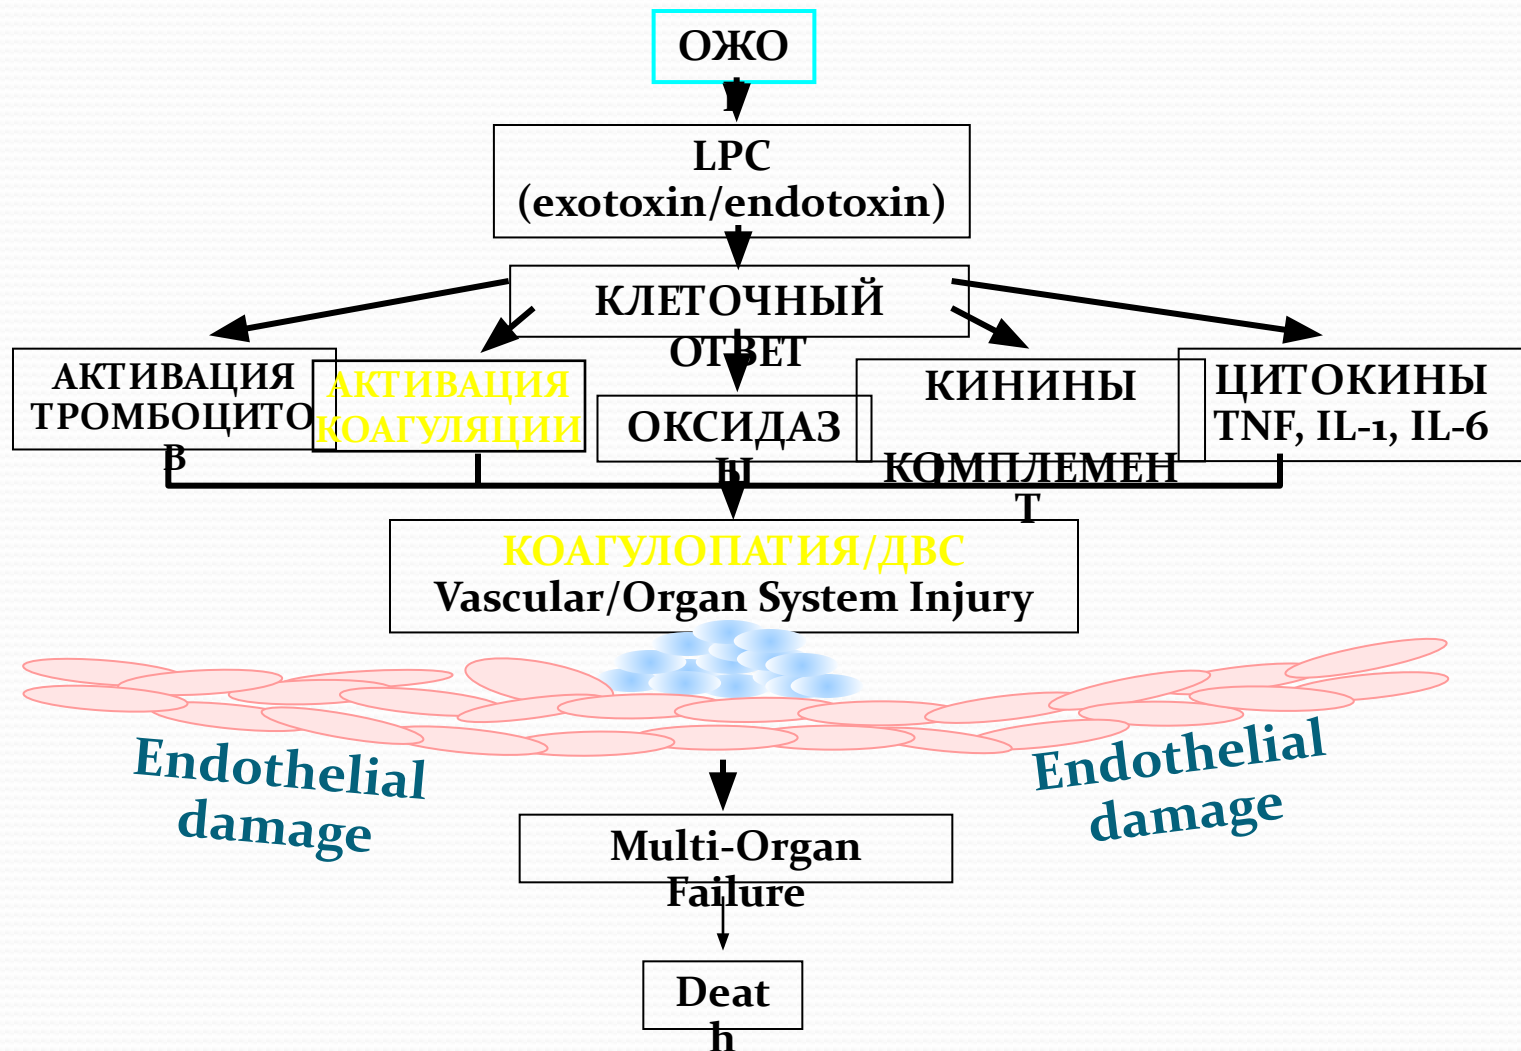 ОЖО
Г
LPC
(exotoxin/endotoxin)
КЛЕТОЧНЫЙ
ОТВЕТ
АКТИВАЦИЯ
ТРОМБОЦИТО
В
АКТИВАЦИЯ
КОАГУЛЯЦИИ
ОКСИДАЗ
Ы
КИНИНЫ
КОМПЛЕМЕН
Т
ЦИТОКИНЫ
TNF, IL-1, IL-6
КОАГУЛОПАТИЯ/ДВС
Vascular/Organ System Injury
Endothelial
damage
Endothelial
damage
Multi-Organ
Failure
Deat
h